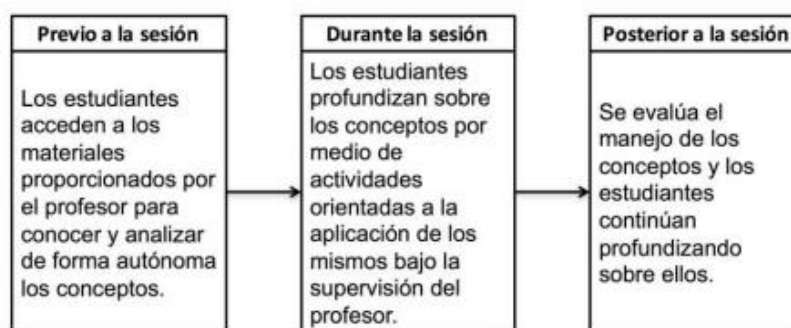 Previo a la sesión
Los estudiantes
acceden a los
materiales
proporcionados por
el profesor para
conocer y analizar
de forma autónoma
los conceptos.
Durante la sesión
Los estudiantes
profundizan sobre
los conceptos por
medio de
actividades
orientadas a la
aplicación de los
mismos bajo la
supervisión del
profesor.
Posterior a la sesión
Se evalúa el
manejo de los
conceptos y los
estudiantes
continúan
profundizando
sobre ellos.